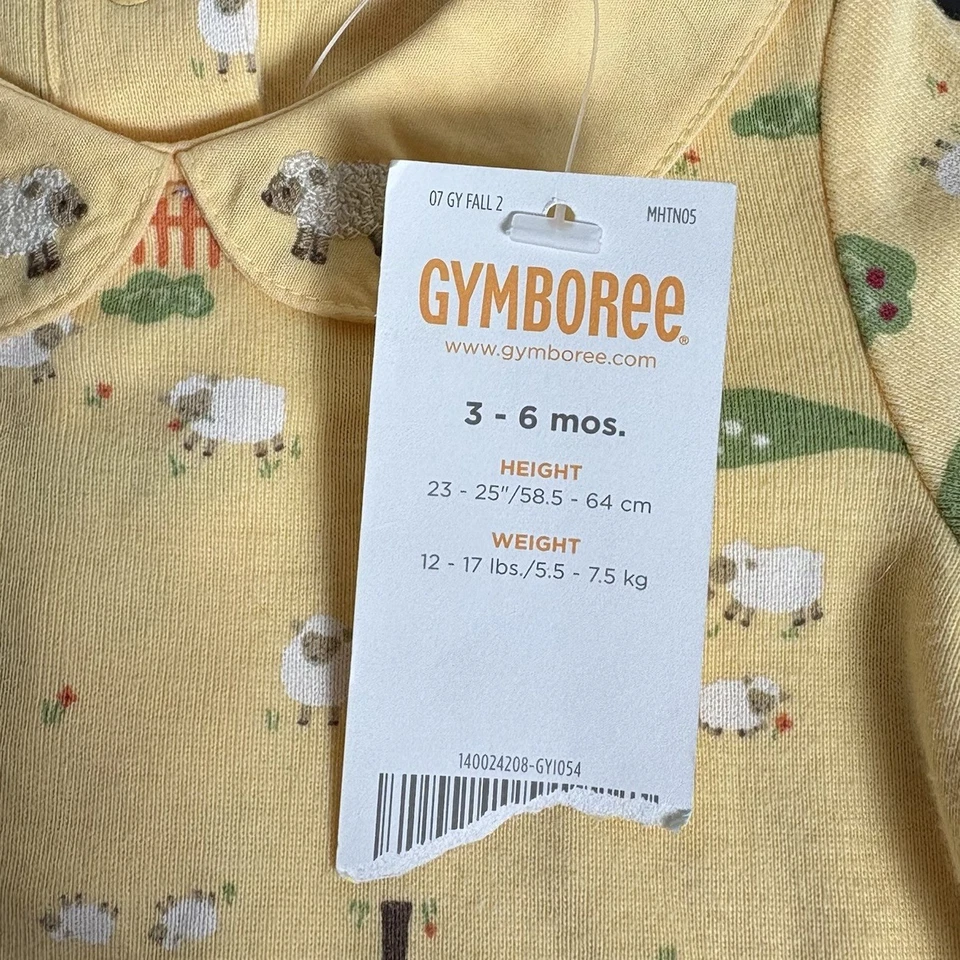 07 GY FALL 2
MHTN05
GYMBOREE®
www.gymboree.com
3 - 6 mos.
HEIGHT
23 - 25"/58.5 - 64 cm
WEIGHT
12 - 17 lbs./5.5 - 7.5 kg
140024208-GY1054